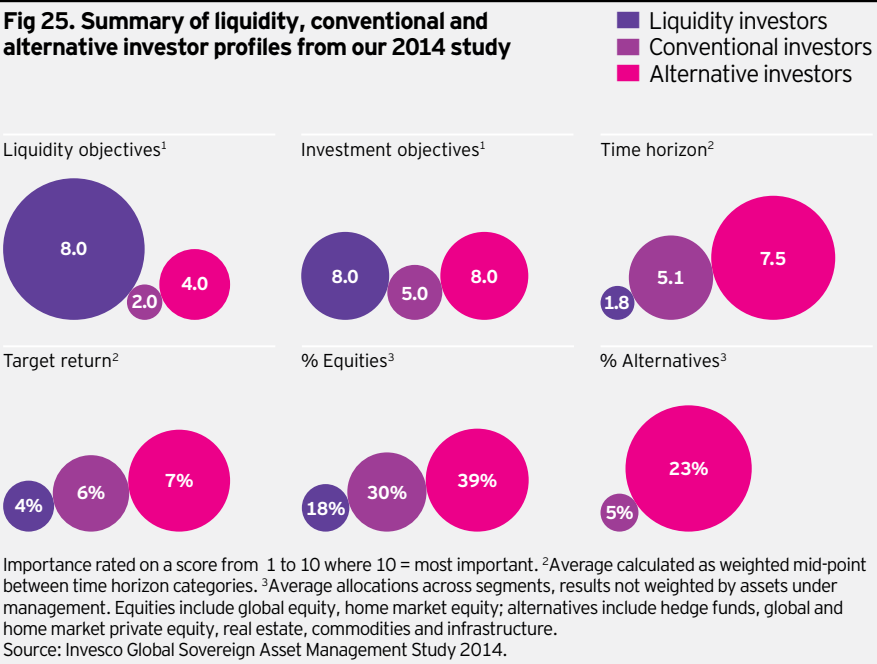 Fig 25. Summary of liquidity, conventional and
alternative investor profiles from our 2014 study
Liquidity investors
Conventional investors
Alternative investors
Liquidity objectives¹
8.0
2.0
4.0
Investment objectives¹
8.0
5.0
8.0
Time horizon²
1.8
5.1
7.5
Target return²
4%
6%
7%
% Equities³
18%
30%
39%
% Alternatives³
5%
23%
Importance rated on a score from 1 to 10 where 10 = most important. ²Average calculated as weighted mid-point
between time horizon categories. ³Average allocations across segments, results not weighted by assets under
management. Equities include global equity, home market equity; alternatives include hedge funds, global and
home market private equity, real estate, commodities and infrastructure.
Source: Invesco Global Sovereign Asset Management Study 2014.